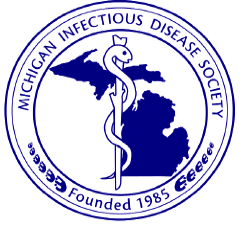 MICHIGAN INFECTIOUS DISEASE SOCIETY
Founded 1985